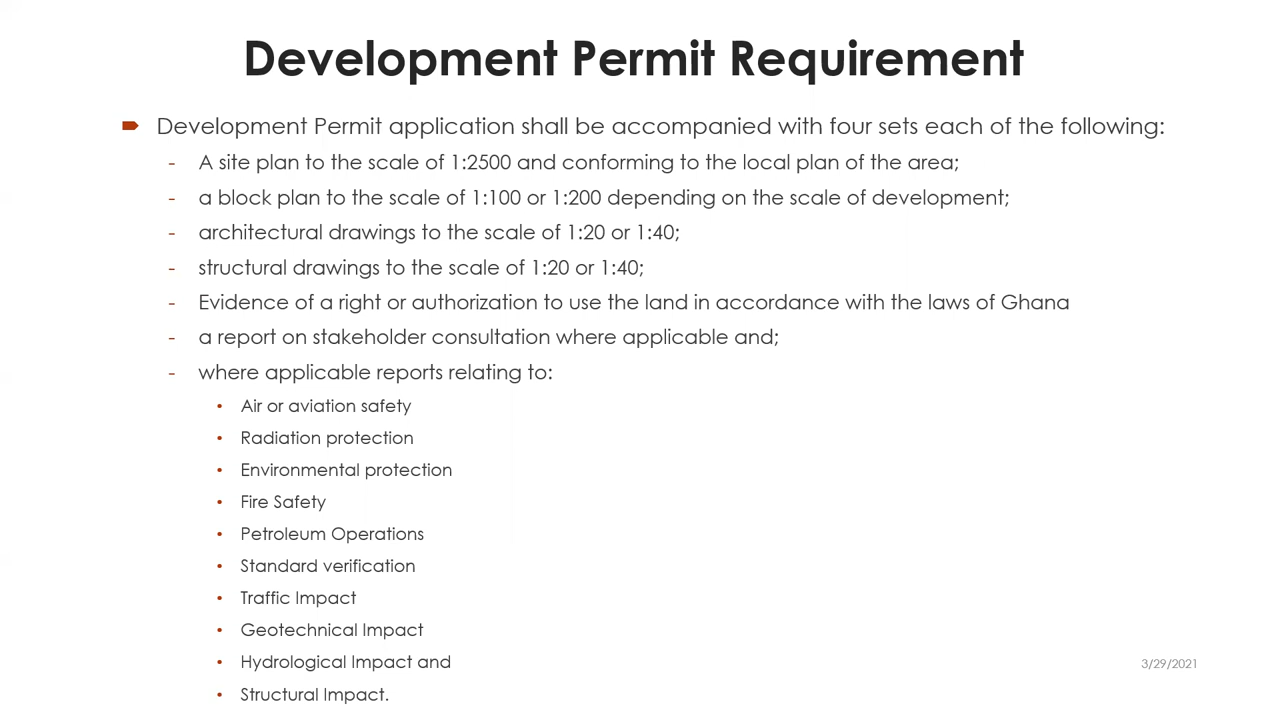 Development Permit Requirement
Development Permit application shall be accompanied with four sets each of the following:
- A site plan to the scale of 1:2500 and conforming to the local plan of the area;
- a block plan to the scale of 1:100 or 1:200 depending on the scale of development;
- architectural drawings to the scale of 1:20 or 1:40;
- structural drawings to the scale of 1:20 or 1:40;
- Evidence of a right or authorization to use the land in accordance with the laws of Ghana
- a report on stakeholder consultation where applicable and;
- where applicable reports relating to:
• Air or aviation safety
• Radiation protection
• Environmental protection
• Fire Safety
• Petroleum Operations
• Standard verification
• Traffic Impact
• Geotechnical Impact
• Hydrological Impact and
• Structural Impact.
3/29/2021